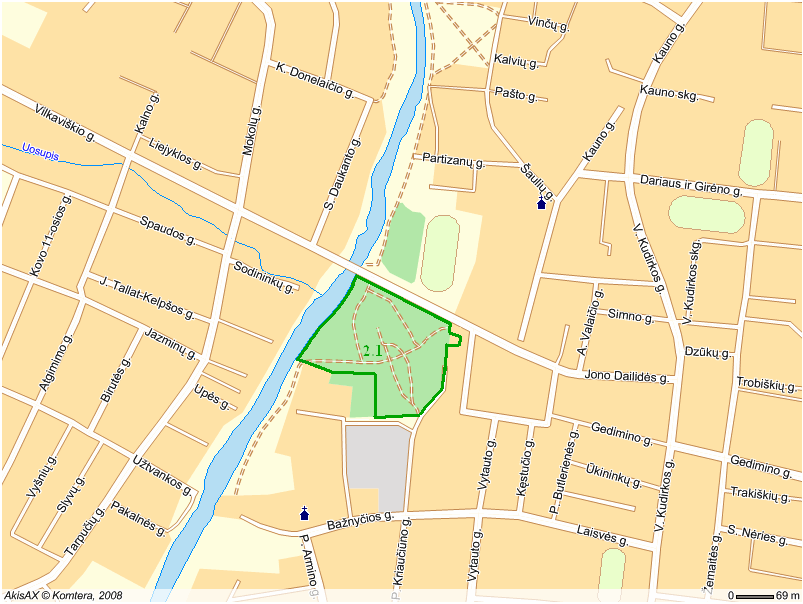 Vinčų g.
Kauno g.
Kalvių g.
K. Donelaičio g.
Pašto g.
Kauno skg.
Kalno g.
Vilkaviškio g.
Mokolų g.
Liejyklos g.
Kauno g.
Uosupis
S. Daukanto g.
Partizanų g.
Šaulių g.
Dariaus ir Girėno g.
Kovo 11-osios g.
Spaudos g.
V. Kudirkos g.
V. Kudirkos skg.
Sodininkų g.
J. Tallat-Kelpšos g.
A. Valaičio g.
Simno g.
Jazminų g.
2.1
Dzūkų g.
Atgimimo g.
Birutės g.
Jono Dailidės g.
Trobiškių g.
Upės g.
Gedimino g.
Gedimino g.
Vytauto g.
Kęstučio g.
P. Butlerienės g.
Užtvankos g.
Vyšnių g.
Slyvų g.
Ūkininkų g.
V. Kudirkos g.
Trakiškių g.
Pakalnės g.
Tarpučių g.
Bažnyčios g.
Laisvės g.
S. Nėries g.
P. Armino g.
P. Kriaučiūno g.
Vytauto g.
Žemaitės g.
AkisAX © Komtera, 2008
0 69 m